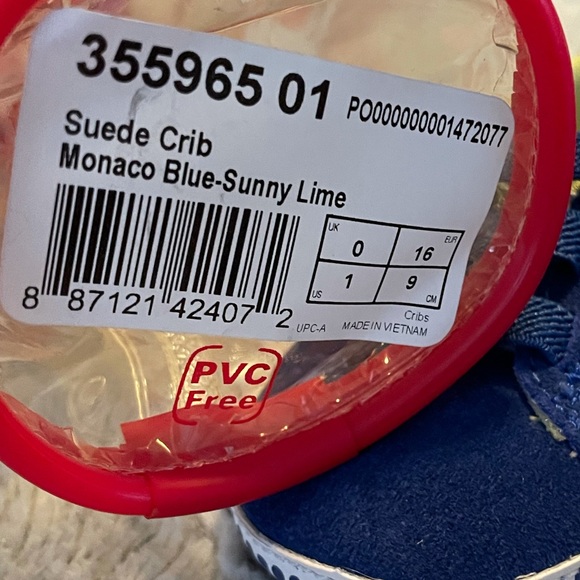 355965 01 PO000000001472077
Suede Crib
Monaco Blue-Sunny Lime
UK 0 16 EUR
US 1 9 CM
8 87121 42407 2
UPC-A
Cribs
MADE IN VIETNAM
PVC
Free